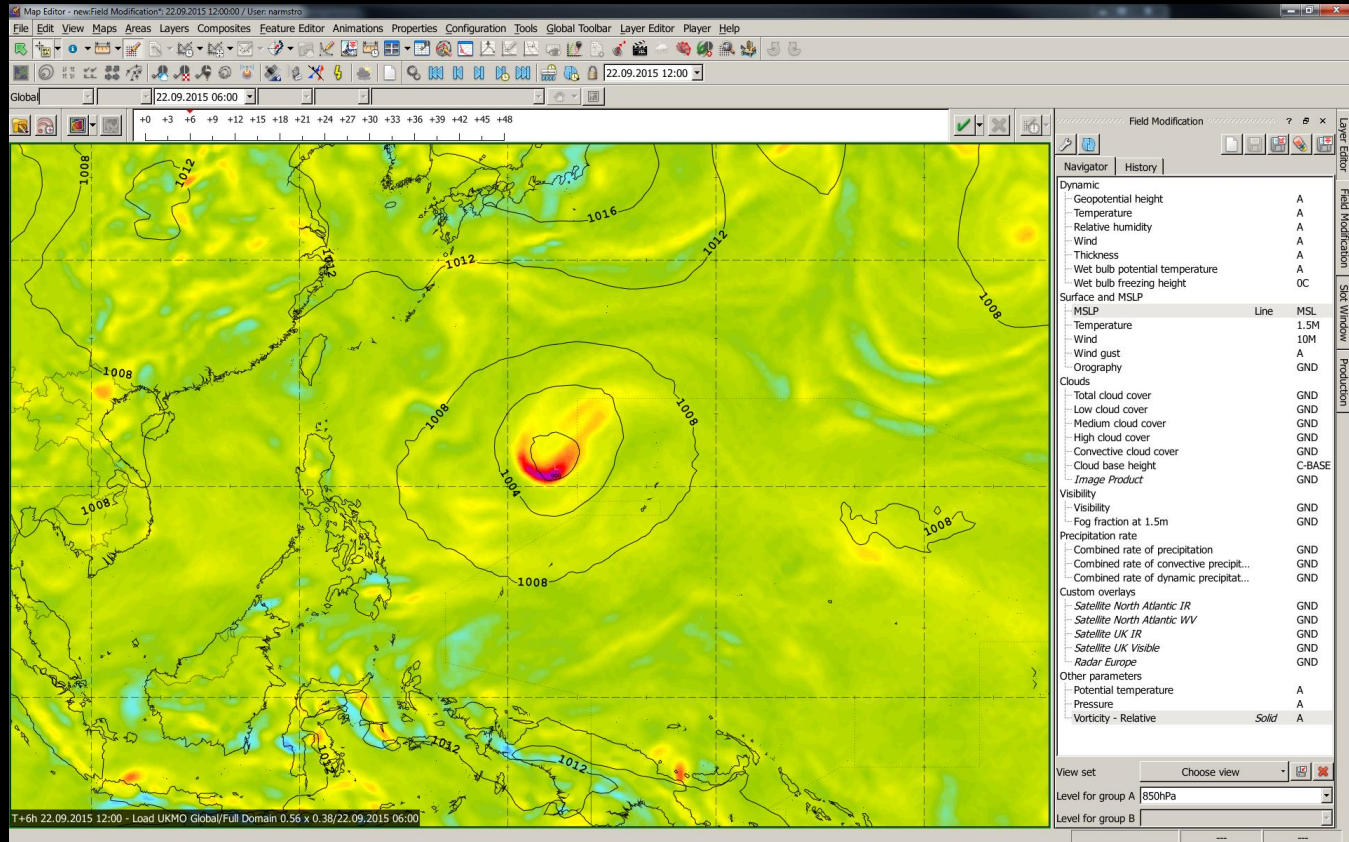 Map Editor - new:Field Modification*: 22.09.2015 12:00:00 / User: narmstro
File Edit View Maps Areas Layers Composites Feature Editor Animations Properties Configuration Tools Global Toolbar Layer Editor Player Help
22.09.2015 12:00
Global 22.09.2015 06:00
+0 +3 +6 +9 +12 +15 +18 +21 +24 +27 +30 +33 +36 +39 +42 +45 +48
1008
1012
1016
1012
1012
1012
1008
1008
1008
1008
1004
1008
1008
1008
1012
1012
1012
T+6h 22.09.2015 12:00 - Load UKMO Global/Full Domain 0.56 x 0.38/22.09.2015 06:00
Field Modification
Navigator History
Dynamic
Geopotential height A
Temperature A
Relative humidity A
Wind A
Thickness A
Wet bulb potential temperature A
Wet bulb freezing height 0C
Surface and MSLP
MSLP Line MSL
Temperature 1.5M
Wind 10M
Wind gust A
Orography GND
Clouds
Total cloud cover GND
Low cloud cover GND
Medium cloud cover GND
High cloud cover GND
Convective cloud cover GND
Cloud base height C-BASE
Image Product GND
Visibility
Visibility GND
Fog fraction at 1.5m GND
Precipitation rate
Combined rate of precipitation GND
Combined rate of convective precipit... GND
Combined rate of dynamic precipitat... GND
Custom overlays
Satellite North Atlantic IR GND
Satellite North Atlantic WV GND
Satellite UK IR GND
Satellite UK Visible GND
Radar Europe GND
Other parameters
Potential temperature A
Pressure A
Vorticity - Relative Solid A
View set Choose view
Level for group A 850hPa
Level for group B
--- ---
Layer Editor
Field Modification
Slot Window
Production